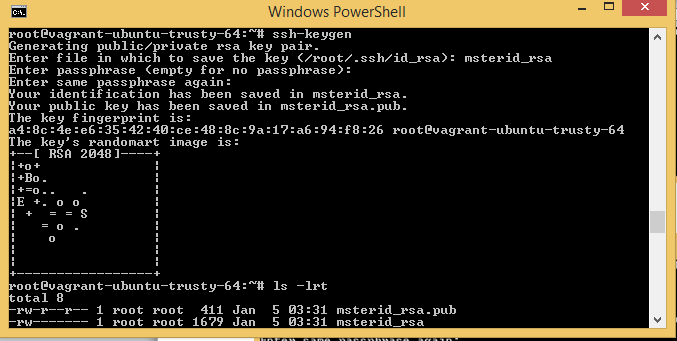 Windows PowerShell
root@vagrant-ubuntu-trusty-64:~# ssh-keygen
Generating public/private rsa key pair.
Enter file in which to save the key (/root/.ssh/id_rsa): msterid_rsa
Enter passphrase (empty for no passphrase):
Enter same passphrase again:
Your identification has been saved in msterid_rsa.
Your public key has been saved in msterid_rsa.pub.
The key fingerprint is:
a4:8c:4e:e6:35:42:40:ce:48:8c:9a:17:a6:94:f8:26 root@vagrant-ubuntu-trusty-64
The key's randomart image is:
+--[ RSA 2048]----+
|+o+              |
|+Bo.             |
|+=o..   .        |
|E +. o o         |
| +  = = S        |
|   = o .         |
|    o            |
|                 |
|                 |
+-----------------+
root@vagrant-ubuntu-trusty-64:~# ls -lrt
total 8
-rw-r--r-- 1 root root  411 Jan  5 03:31 msterid_rsa.pub
-rw------- 1 root root 1679 Jan  5 03:31 msterid_rsa
Enter same passphrase again: